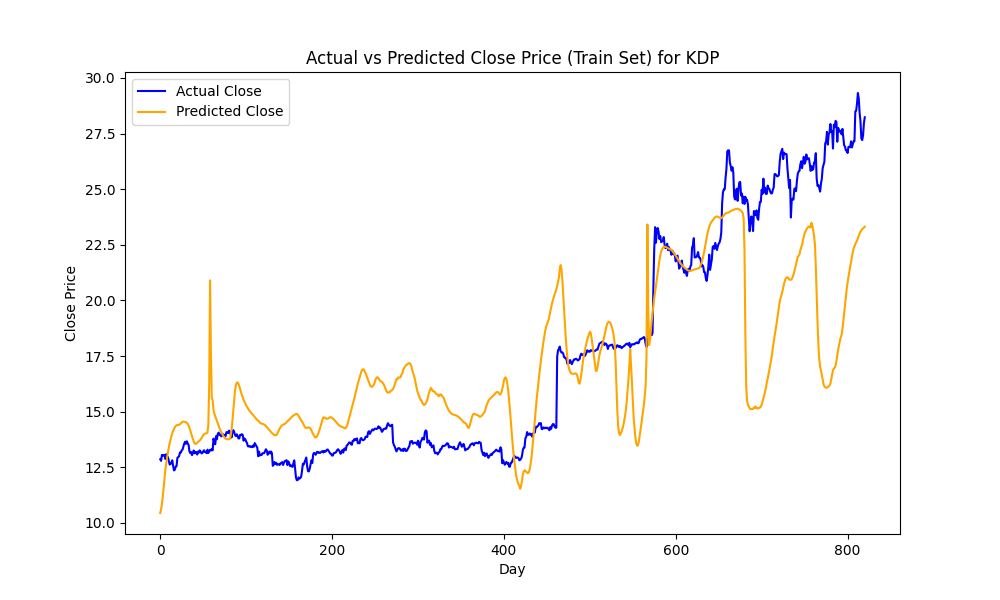 Actual vs Predicted Close Price (Train Set) for KDP
Actual Close
Predicted Close
Close Price
30.0
27.5
25.0
22.5
20.0
17.5
15.0
12.5
10.0
0 200 400 600 800
Day